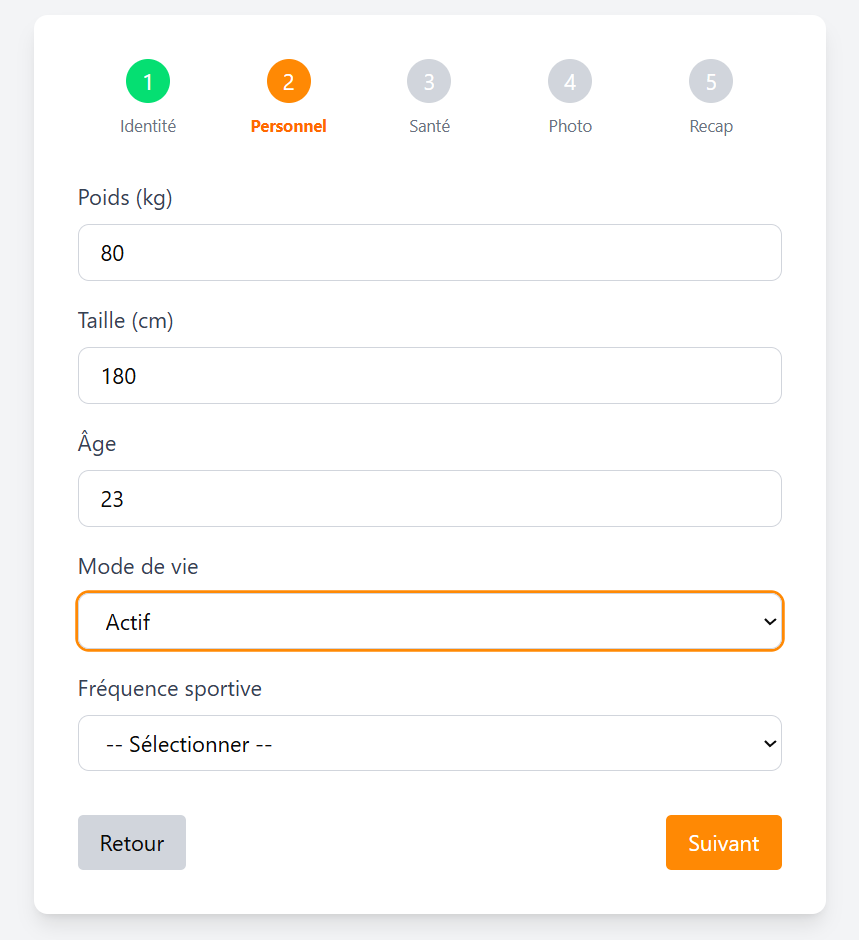 1 2 3 4 5
Identité Personnel Santé Photo Recap
Poids (kg)
80
Taille (cm)
180
Âge
23
Mode de vie
Actif
Fréquence sportive
-- Sélectionner --
Retour Suivant